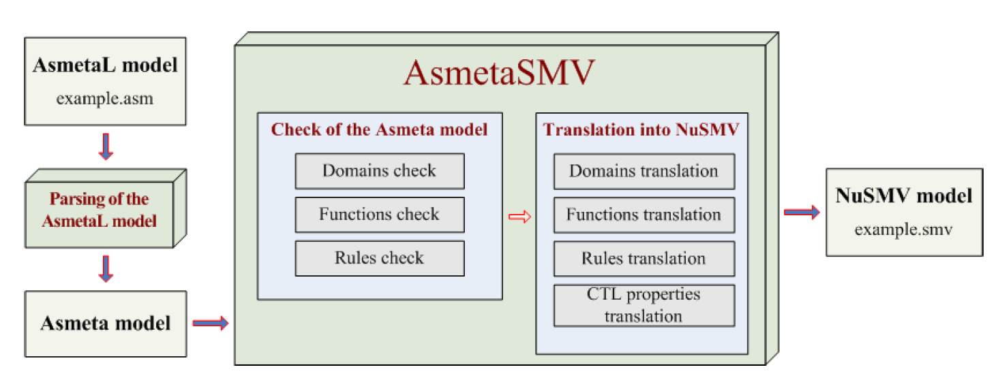 AsmetaL model
example.asm
Parsing of the
AsmetaL model
Asmeta model
AsmetaSMV
Check of the Asmeta model
Domains check
Functions check
Rules check
Translation into NuSMV
Domains translation
Functions translation
Rules translation
CTL properties
translation
NuSMV model
example.smv